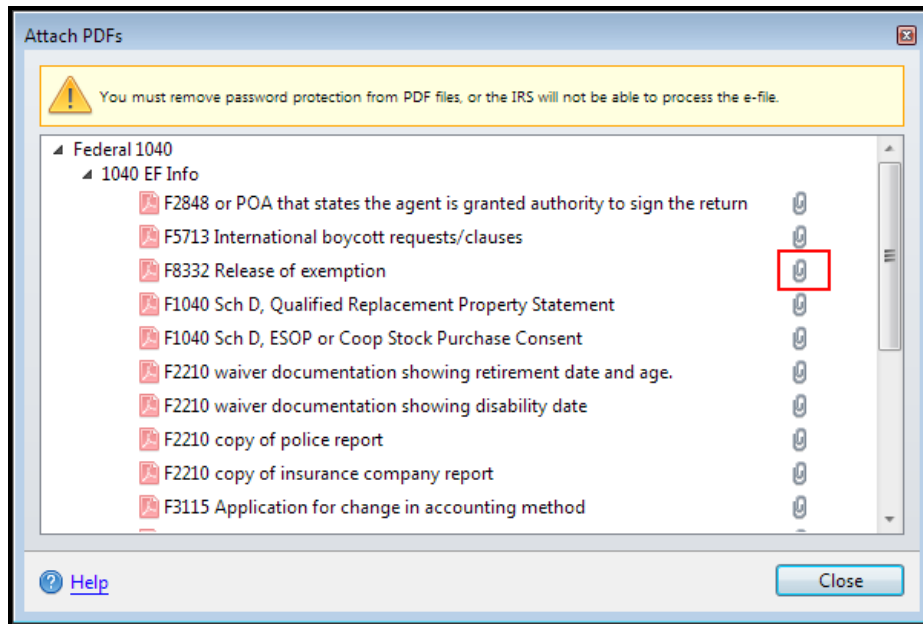 Attach PDFs
You must remove password protection from PDF files, or the IRS will not be able to process the e-file.
Federal 1040
1040 EF Info
F2848 or POA that states the agent is granted authority to sign the return
F5713 International boycott requests/clauses
F8332 Release of exemption
F1040 Sch D, Qualified Replacement Property Statement
F1040 Sch D, ESOP or Coop Stock Purchase Consent
F2210 waiver documentation showing retirement date and age.
F2210 waiver documentation showing disability date
F2210 copy of police report
F2210 copy of insurance company report
F3115 Application for change in accounting method
Help
Close